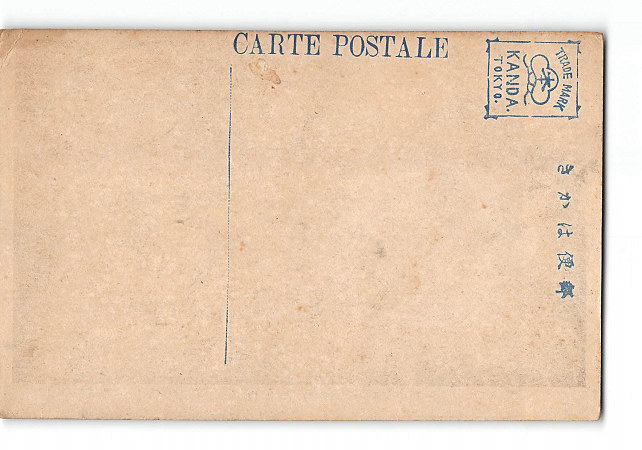 CARTE POSTALE
TRADE MARK
KANDA.
TOKYO.
きかは便郵